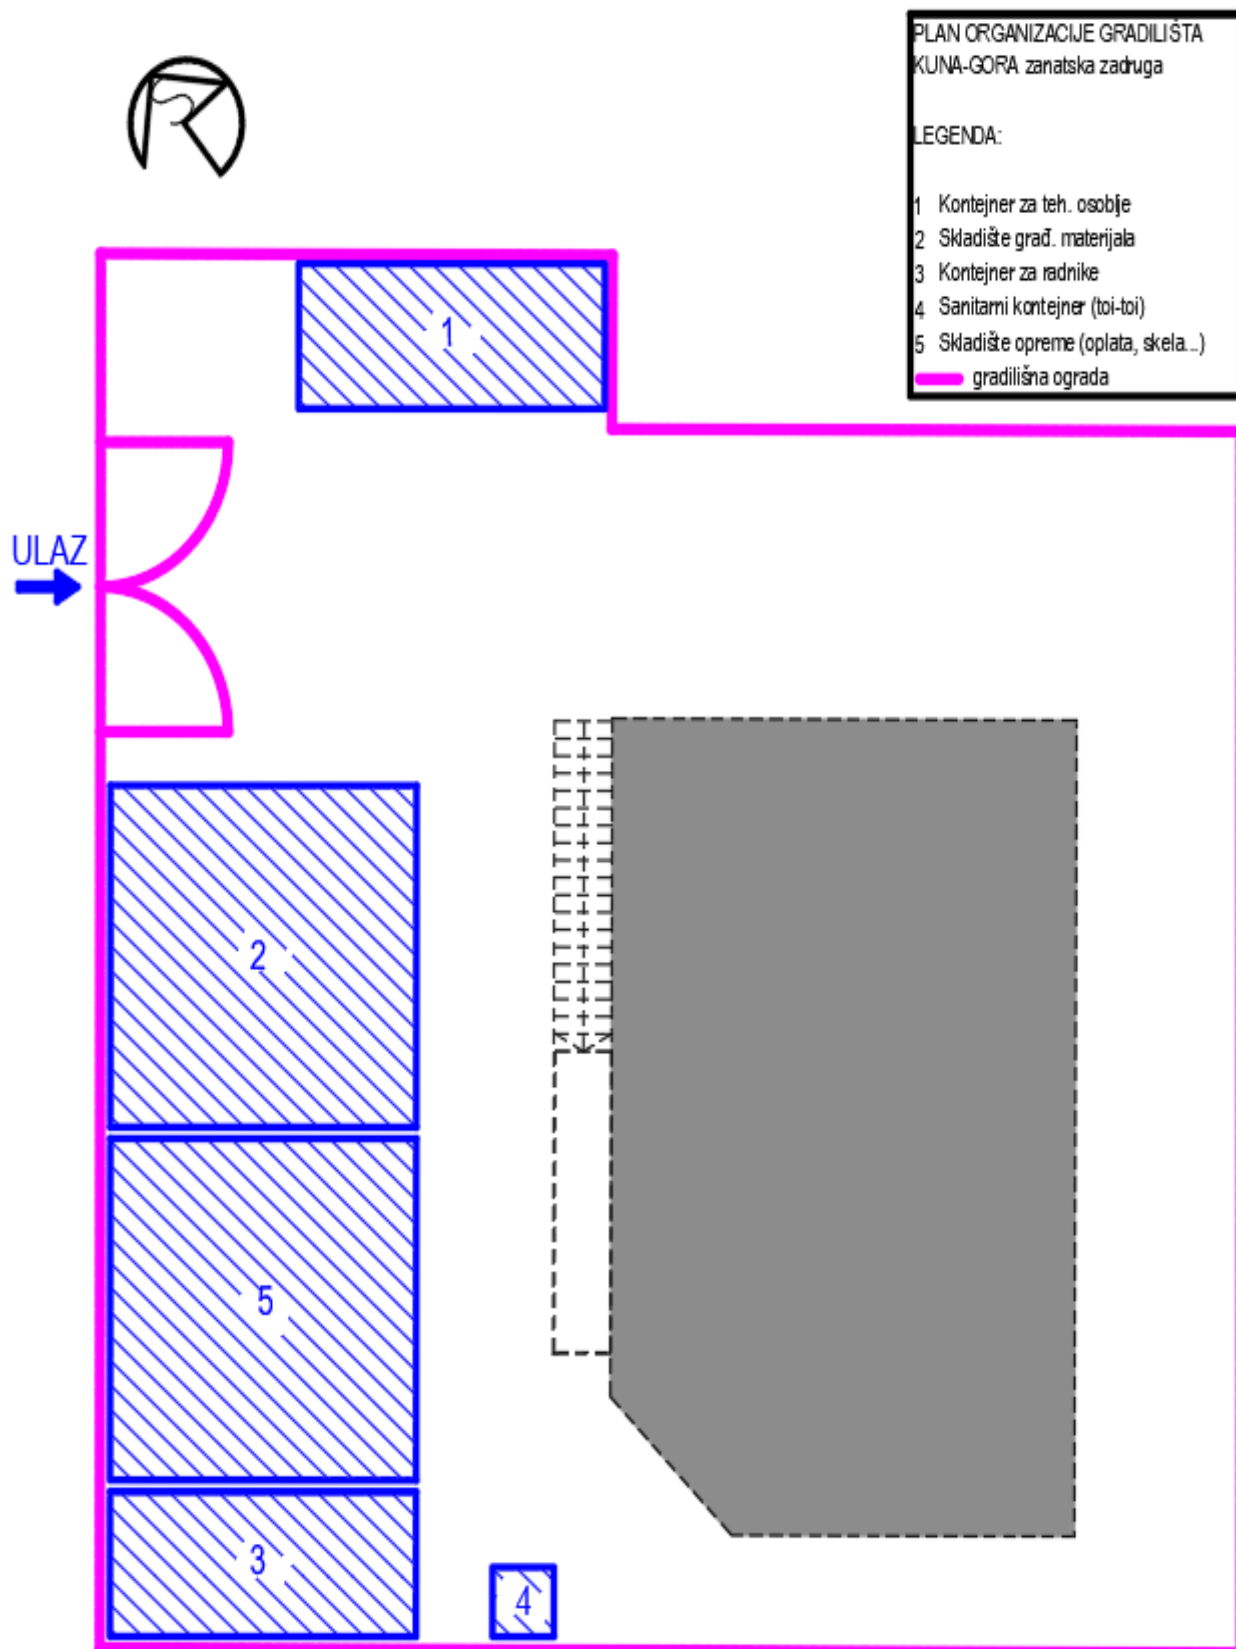 PLAN ORGANIZACIJE GRADILIŠTA
KUNA-GORA zanatska zadruga
LEGENDA:
1 Kontejner za teh. osoblje
2 Skladište građ. materijala
3 Kontejner za radnike
4 Sanitarni kontejner (toi-toi)
5 Skladište opreme (oplata, skela...)
gradilišna ograda
1
ULAZ
2
5
3
4